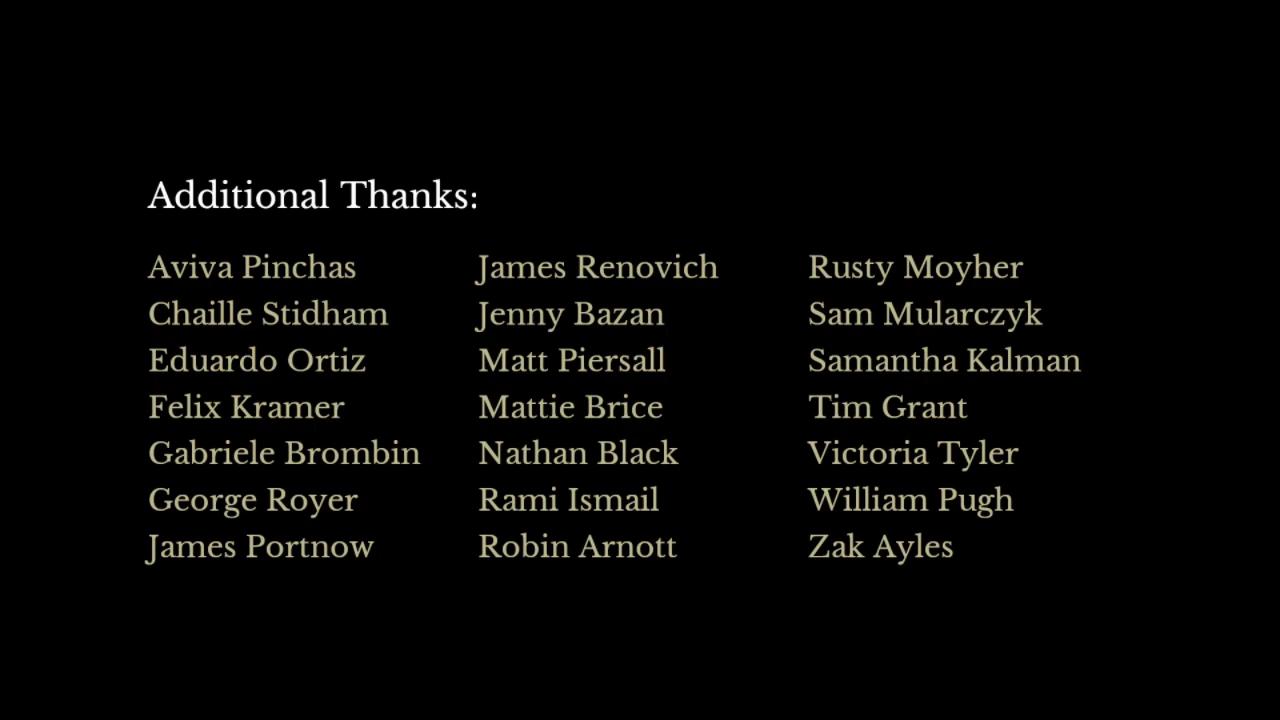 Additional Thanks:
Aviva Pinchas
Chaille Stidham
Eduardo Ortiz
Felix Kramer
Gabriele Brombin
George Royer
James Portnow
James Renovich
Jenny Bazan
Matt Piersall
Mattie Brice
Nathan Black
Rami Ismail
Robin Arnott
Rusty Moyher
Sam Mularczyk
Samantha Kalman
Tim Grant
Victoria Tyler
William Pugh
Zak Ayles